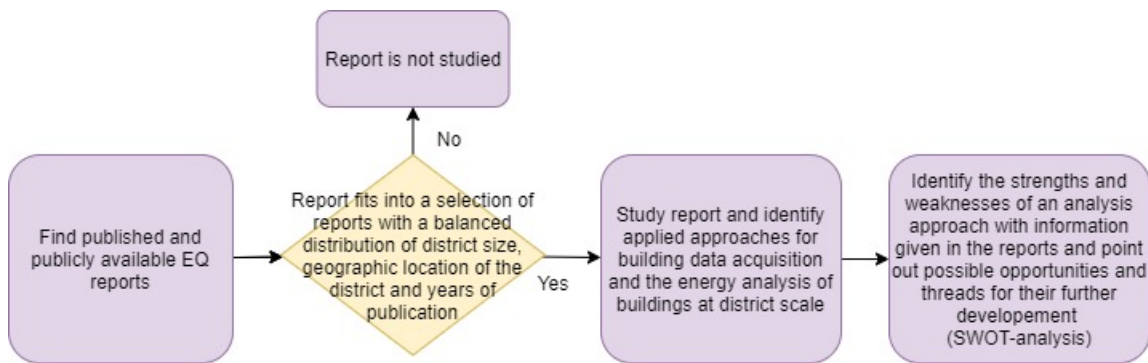 Report is not studied
No
Find published and
publicly available EQ
reports
Report fits into a selection of
reports with a balanced
distribution of district size,
geographic location of the
district and years of
publication
Yes
Study report and identify
applied approaches for
building data acquisition
and the energy analysis of
buildings at district scale
Identify the strengths and
weaknesses of an analysis
approach with information
given in the reports and point
out possible opportunities and
threads for their further
developement
(SWOT-analysis)